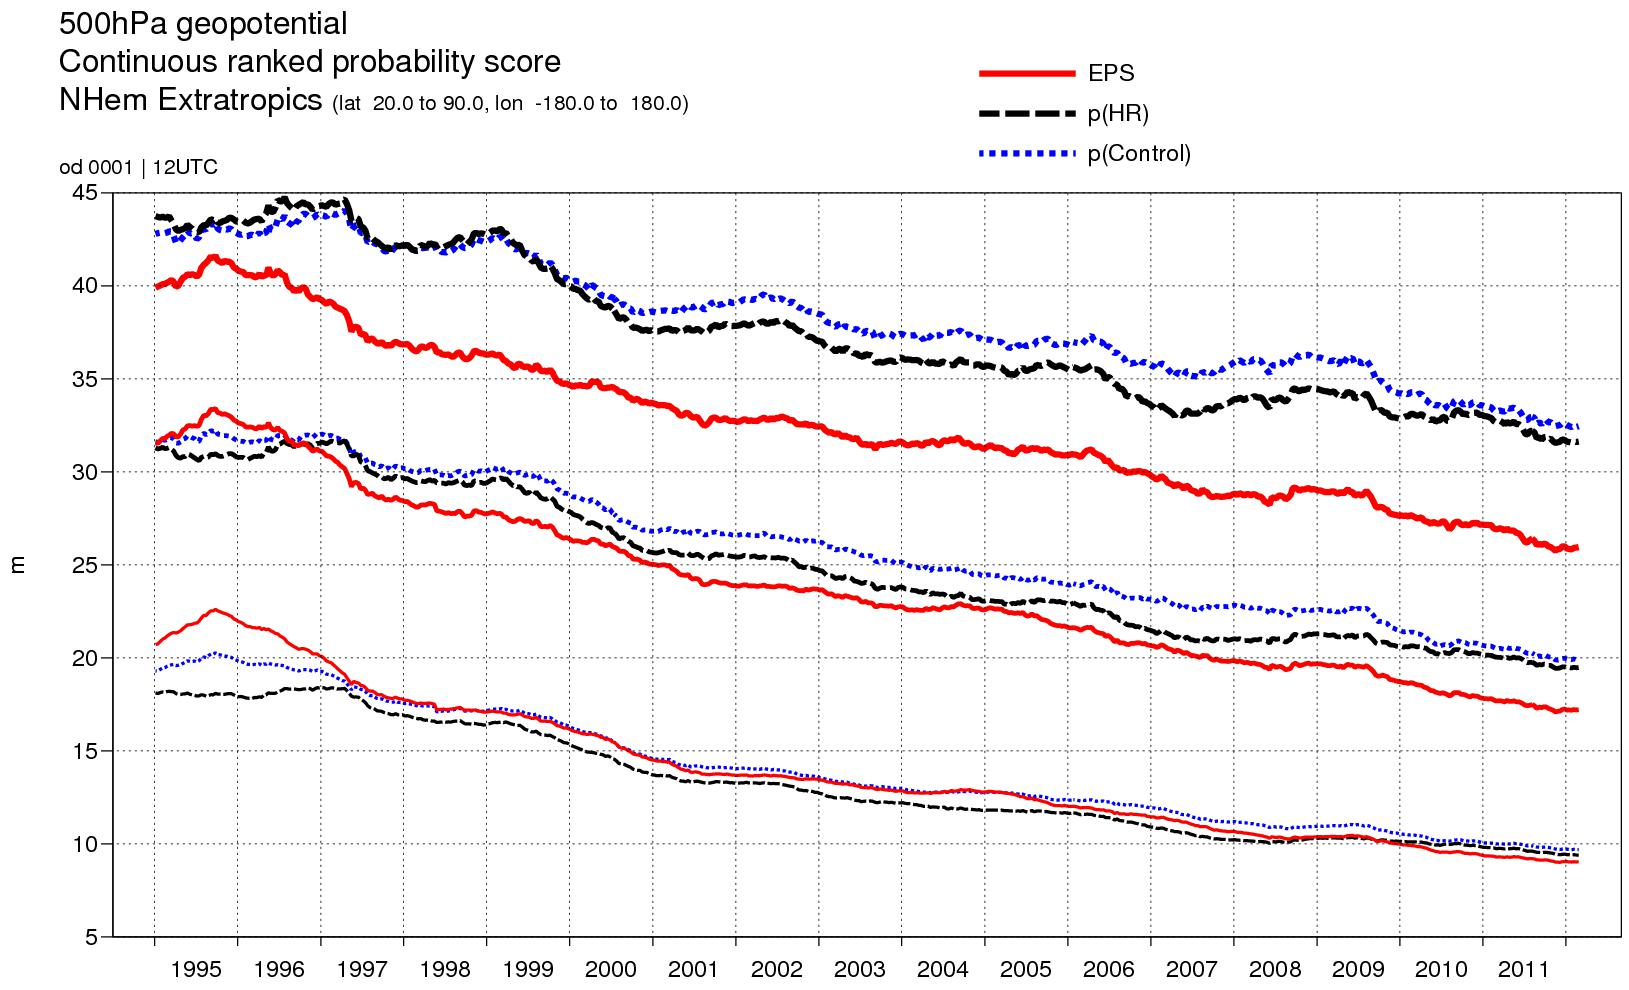 500hPa geopotential
Continuous ranked probability score
NHem Extratropics (lat 20.0 to 90.0, lon -180.0 to 180.0)
EPS
p(HR)
p(Control)
od 0001 | 12UTC
45
40
35
30
25
20
15
10
5
m
1995 1996 1997 1998 1999 2000 2001 2002 2003 2004 2005 2006 2007 2008 2009 2010 2011